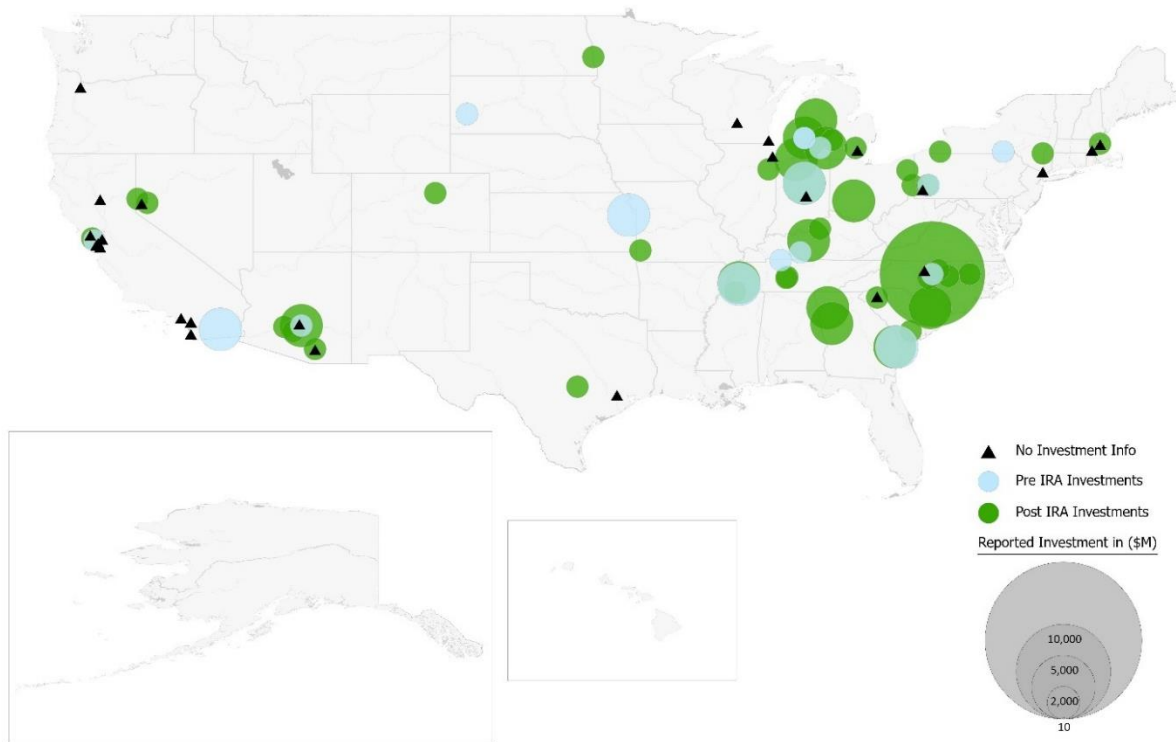 No Investment Info
Pre IRA Investments
Post IRA Investments
Reported Investment in ($M)
10,000
5,000
2,000
10